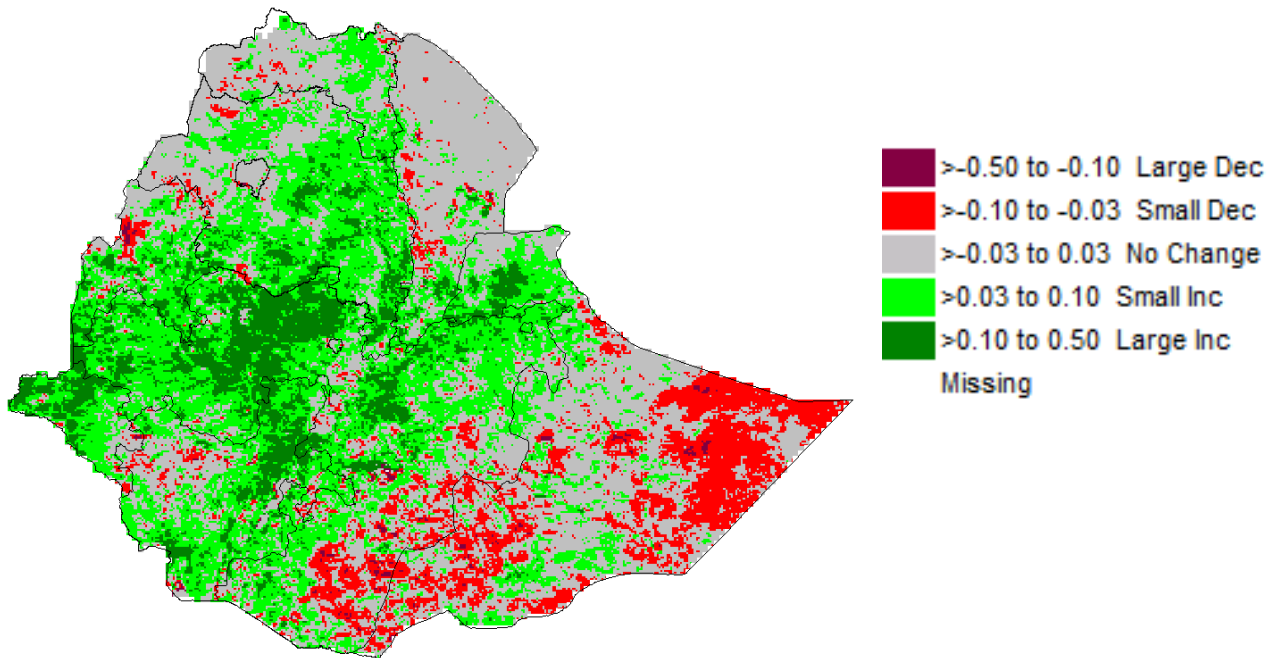 >-0.50 to -0.10 Large Dec
>-0.10 to -0.03 Small Dec
>-0.03 to 0.03 No Change
>0.03 to 0.10 Small Inc
>0.10 to 0.50 Large Inc
Missing